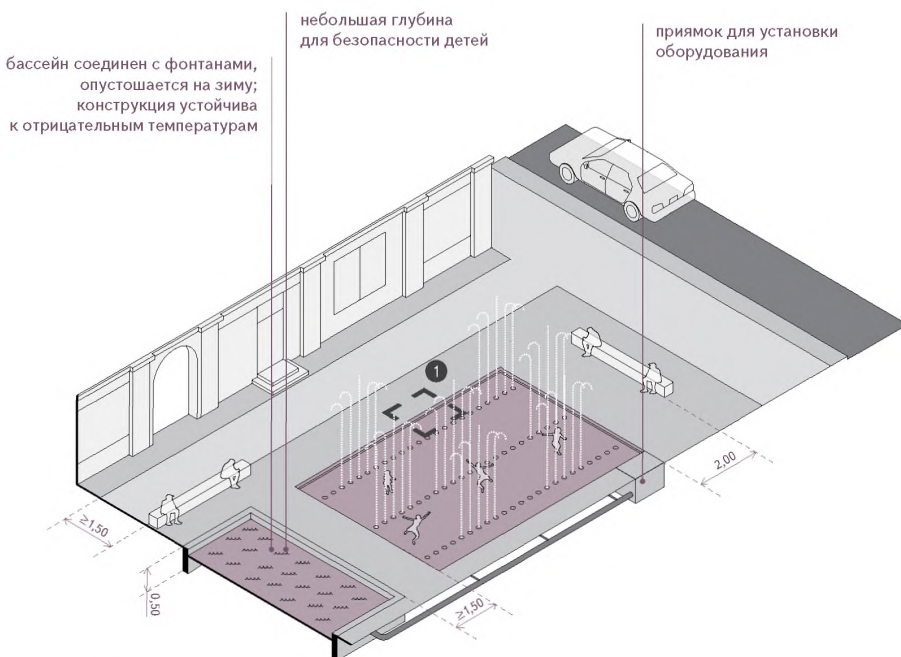 небольшая глубина
для безопасности детей
приямок для установки
оборудования
бассейн соединен с фонтанами,
опустошается на зиму;
конструкция устойчива
к отрицательным температурам
1
2,00
≥1,50
0,50
≥1,50